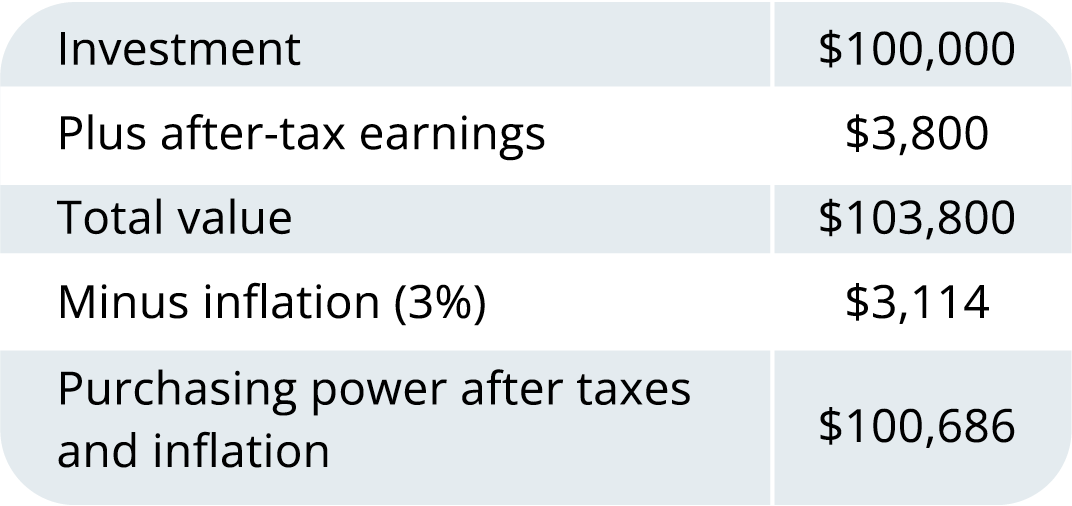 Investment $100,000
Plus after-tax earnings $3,800
Total value $103,800
Minus inflation (3%) $3,114
Purchasing power after taxes
and inflation $100,686